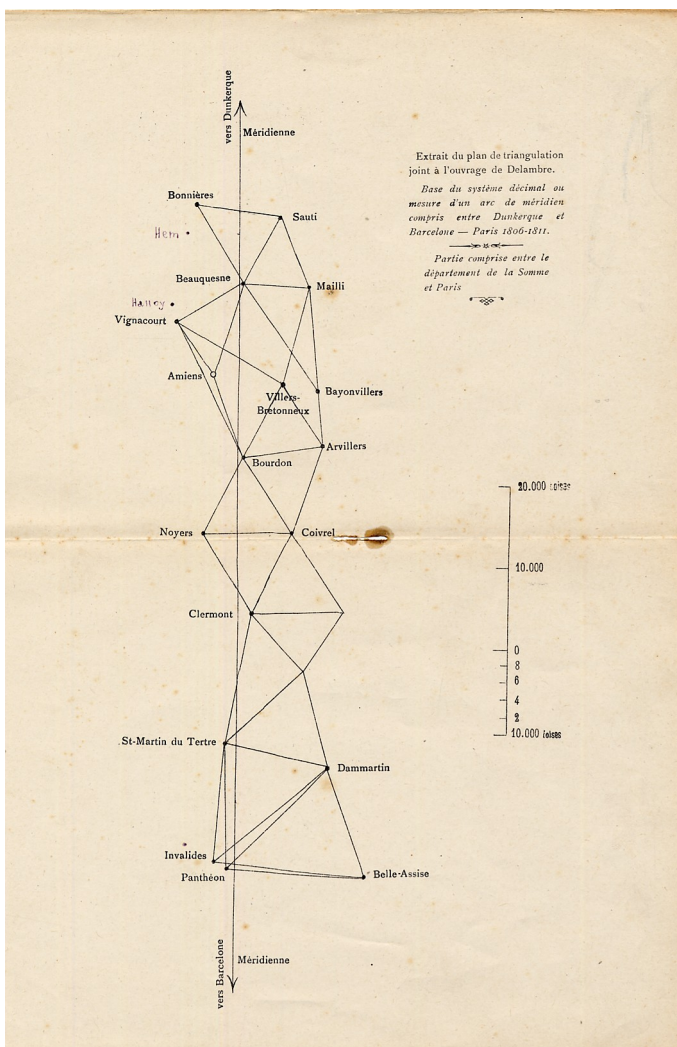 vers Dunkerque
Méridienne
Extrait du plan de triangulation
joint à l'ouvrage de Delambre.
Base du système décimal ou
mesure d'un arc de méridien
compris entre Dunkerque et
Barcelone — Paris 1806-1811.
Partie comprise entre le
département de la Somme
et Paris
Bonnières
Sauti
Hem
Beauquesne
Mailli
Vignacourt
Amiens
Villers-
Bretonneux
Bayonvillers
Arvillers
Bourdon
20.000 toises
Noyers
Coivrel
10.000
Clermont
0
8
6
4
2
10.000 toises
St-Martin du Tertre
Dammartin
Invalides
Panthéon
Belle-Assise
vers Barcelone
Méridienne